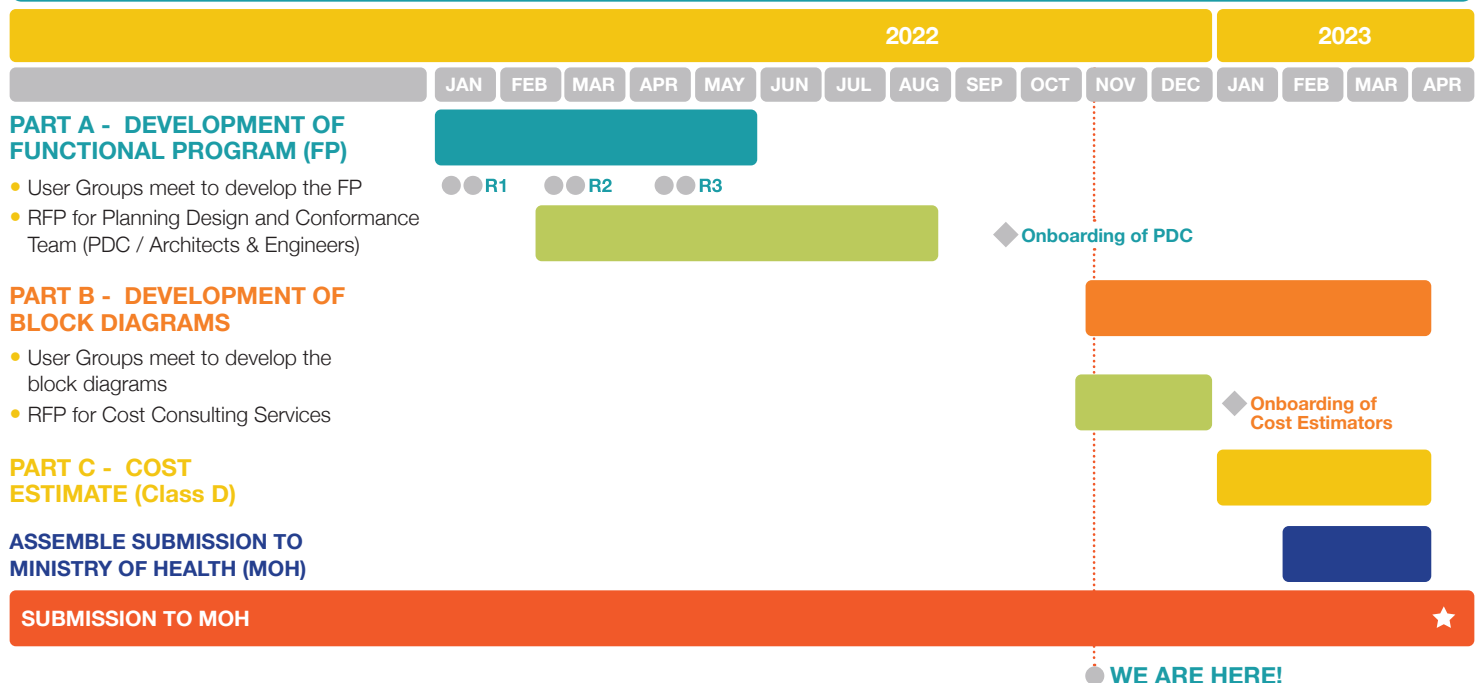 2022 2023
JAN FEB MAR APR MAY JUN JUL AUG SEP OCT NOV DEC JAN FEB MAR APR
PART A - DEVELOPMENT OF
FUNCTIONAL PROGRAM (FP)
• User Groups meet to develop the FP
R1 R2 R3
• RFP for Planning Design and Conformance
Team (PDC / Architects & Engineers)
Onboarding of PDC
PART B - DEVELOPMENT OF
BLOCK DIAGRAMS
• User Groups meet to develop the
block diagrams
• RFP for Cost Consulting Services
Onboarding of
Cost Estimators
PART C - COST
ESTIMATE (Class D)
ASSEMBLE SUBMISSION TO
MINISTRY OF HEALTH (MOH)
SUBMISSION TO MOH
WE ARE HERE!